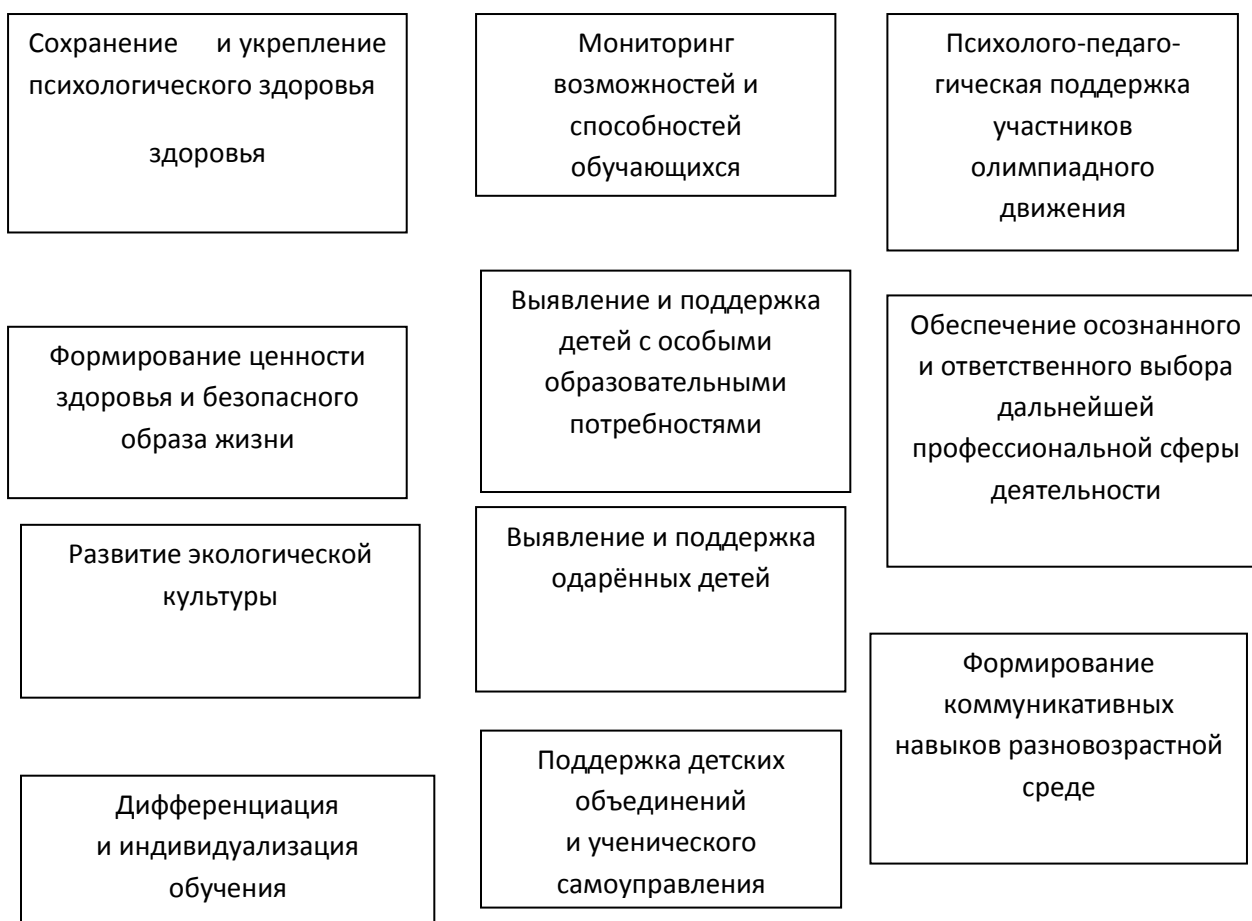 Сохранение и укрепление
психологического здоровья
здоровья
Мониторинг
возможностей и
способностей
обучающихся
Психолого-педаго-
гическая поддержка
участников
олимпиадного
движения
Формирование ценности
здоровья и безопасного
образа жизни
Выявление и поддержка
детей с особыми
образовательными
потребностями
Обеспечение осознанного
и ответственного выбора
дальнейшей
профессиональной сферы
деятельности
Развитие экологической
культуры
Выявление и поддержка
одарённых детей
Формирование
коммуникативных
навыков разновозрастной
среде
Дифференциация
и индивидуализация
обучения
Поддержка детских
объединений
и ученического
самоуправления